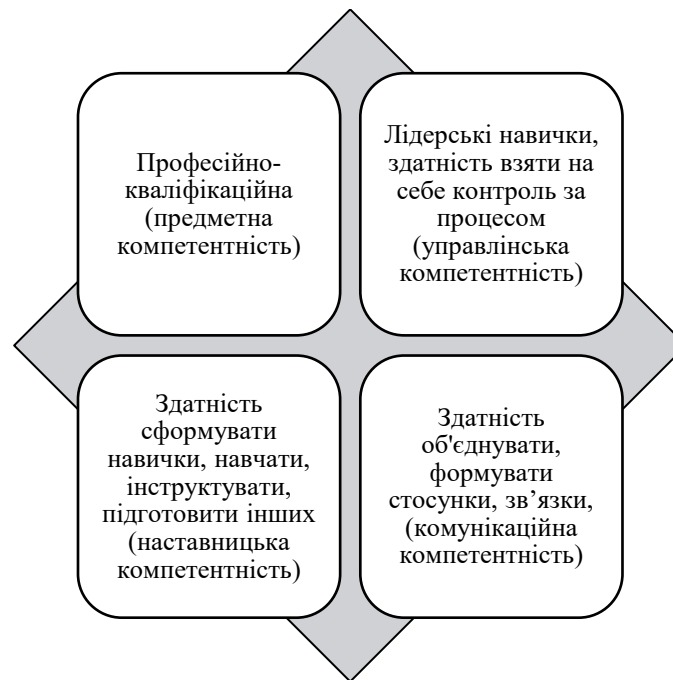 Професійно-
кваліфікаційна
(предметна
компетентність)
Лідерські навички,
здатність взяти на
себе контроль за
процесом
(управлінська
компетентність)
Здатність
сформувати
навички, навчати,
інструктувати,
підготовити інших
(наставницька
компетентність)
Здатність
об'єднувати,
формувати
стосунки, зв’язки,
(комунікаційна
компетентність)